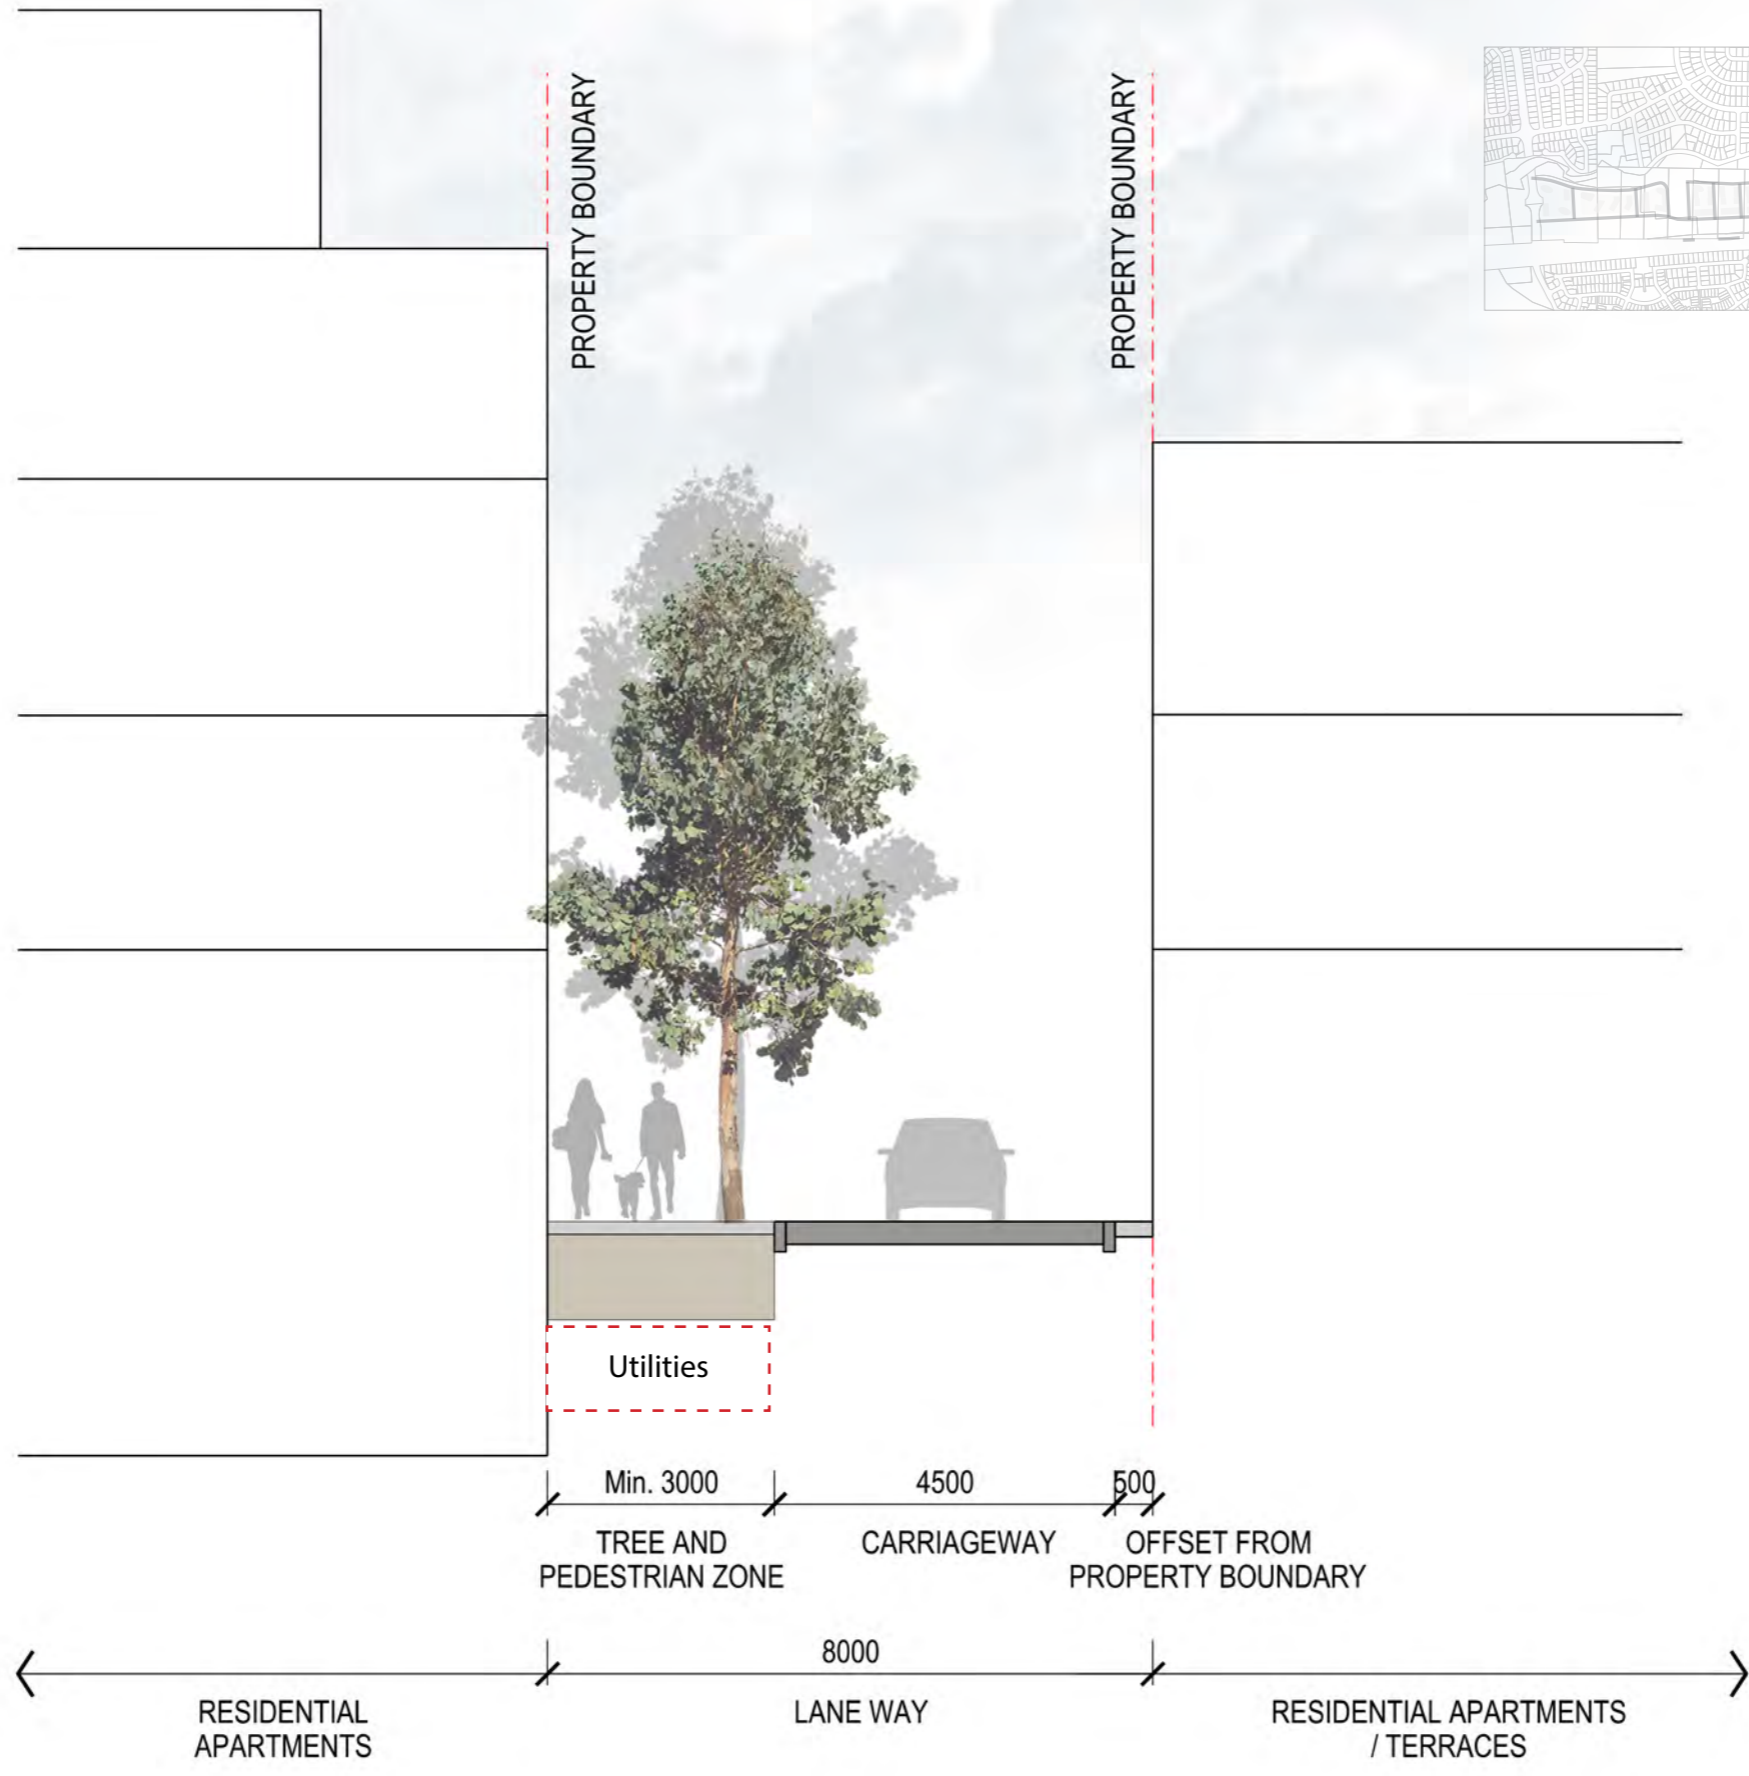 PROPERTY BOUNDARY
PROPERTY BOUNDARY
Utilities
Min. 3000
4500
500
TREE AND
PEDESTRIAN ZONE
CARRIAGEWAY
OFFSET FROM
PROPERTY BOUNDARY
8000
RESIDENTIAL
APARTMENTS
LANE WAY
RESIDENTIAL APARTMENTS
/ TERRACES